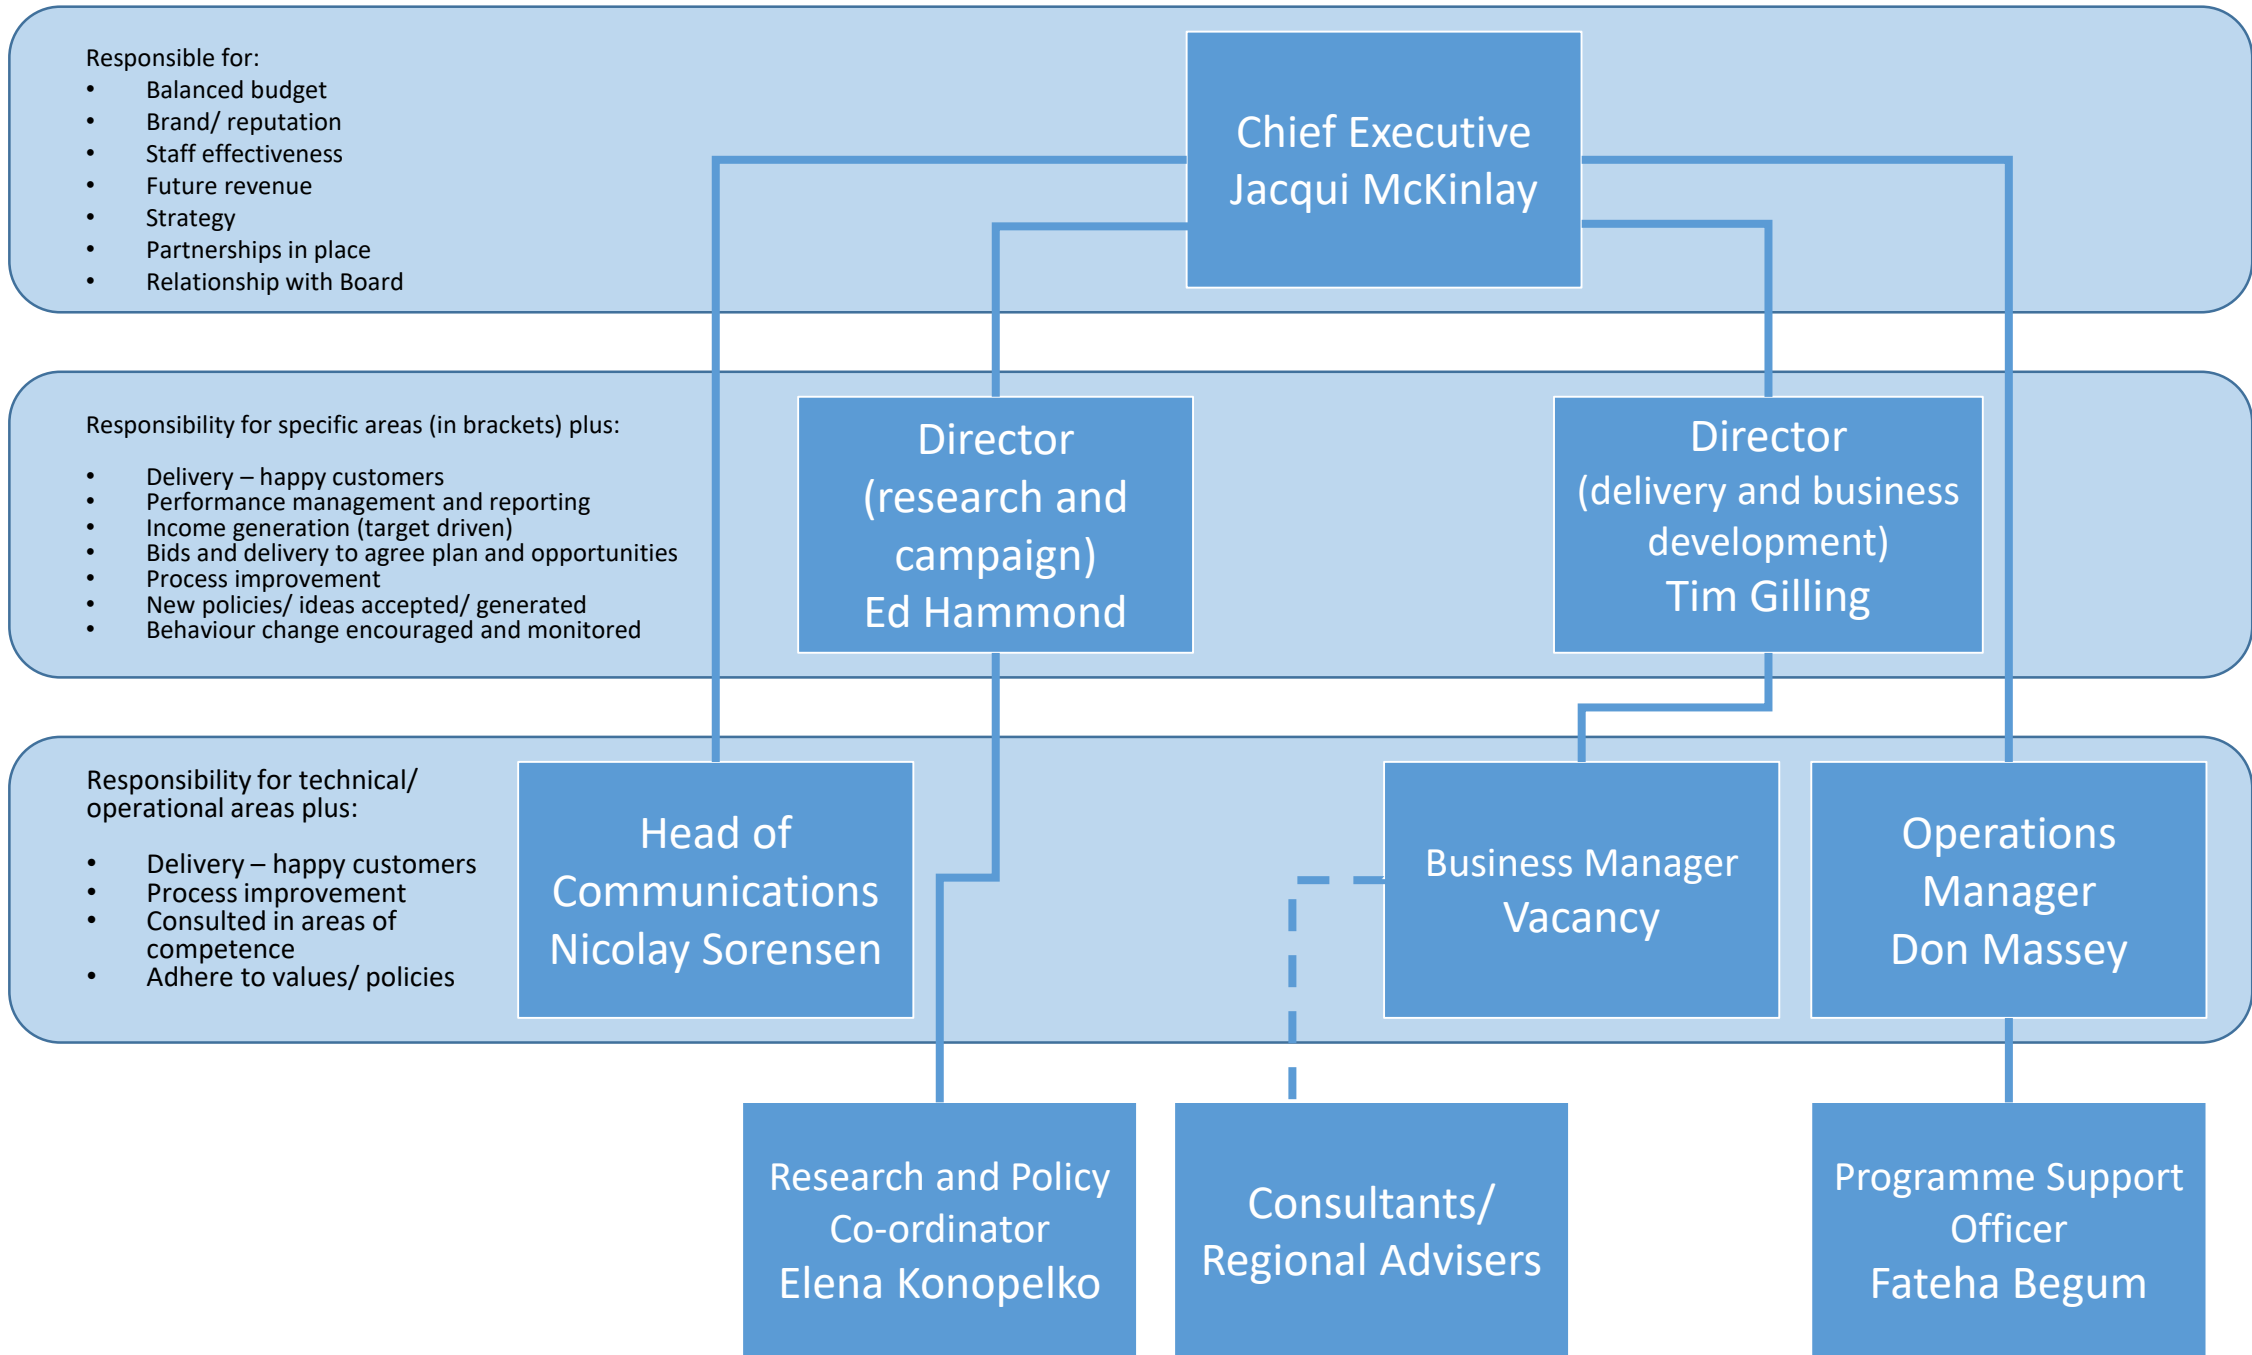 Responsible for:
• Balanced budget
• Brand/ reputation
• Staff effectiveness
• Future revenue
• Strategy
• Partnerships in place
• Relationship with Board
Chief Executive
Jacqui McKinlay
Responsibility for specific areas (in brackets) plus:
• Delivery – happy customers
• Performance management and reporting
• Income generation (target driven)
• Bids and delivery to agree plan and opportunities
• Process improvement
• New policies/ ideas accepted/ generated
• Behaviour change encouraged and monitored
Director
(research and
campaign)
Ed Hammond
Director
(delivery and business
development)
Tim Gilling
Responsibility for technical/
operational areas plus:
• Delivery – happy customers
• Process improvement
• Consulted in areas of
competence
• Adhere to values/ policies
Head of
Communications
Nicolay Sorensen
Business Manager
Vacancy
Operations
Manager
Don Massey
Research and Policy
Co-ordinator
Elena Konopelko
Consultants/
Regional Advisers
Programme Support
Officer
Fateha Begum